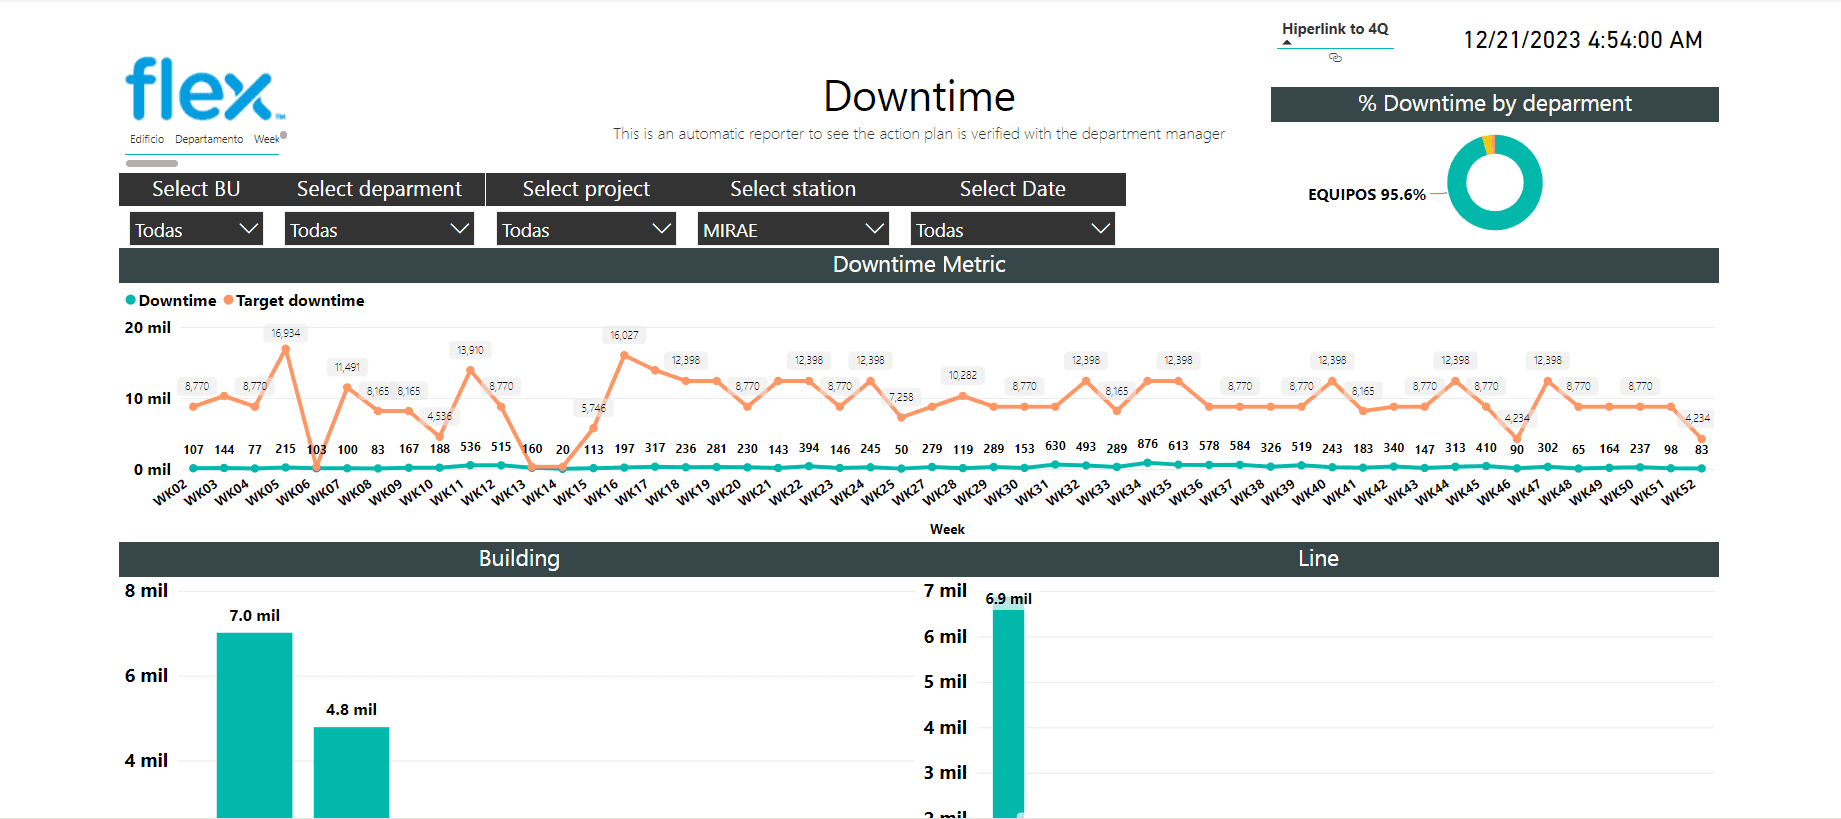 Hiperlink to 4Q
12/21/2023 4:54:00 AM
flex™
Edificio Departamento Week
Downtime
This is an automatic reporter to see the action plan is verified with the department manager
% Downtime by deparment
EQUIPOS 95.6%
Select BU Select deparment Select project Select station Select Date
Todas Todas Todas MIRAE Todas
Downtime Metric
Downtime Target downtime
20 mil
10 mil
0 mil
8,770 8,770 16,934 11,491 8,165 8,165 4,536 13,910 8,770 5,746 16,027 12,398 8,770 12,398 8,770 12,398 7,258 10,282 8,770 12,398 8,165 12,398 8,770 8,770 12,398 8,165 8,770 12,398 8,770 4,234 12,398 8,770 8,770 4,234
107 144 77 215 103 100 83 167 188 536 515 160 20 113 197 317 236 281 230 143 394 146 245 50 279 119 289 153 630 493 289 876 613 578 584 326 519 243 183 340 147 313 410 90 302 65 164 237 98 83
WK02 WK03 WK04 WK05 WK06 WK07 WK08 WK09 WK10 WK11 WK12 WK13 WK14 WK15 WK16 WK17 WK18 WK19 WK20 WK21 WK22 WK23 WK24 WK25 WK27 WK28 WK29 WK30 WK31 WK32 WK33 WK34 WK35 WK36 WK37 WK38 WK39 WK40 WK41 WK42 WK43 WK44 WK45 WK46 WK47 WK48 WK49 WK50 WK51 WK52
Week
Building
8 mil
6 mil
4 mil
7.0 mil
4.8 mil
Line
7 mil
6 mil
5 mil
4 mil
3 mil
2 mil
6.9 mil